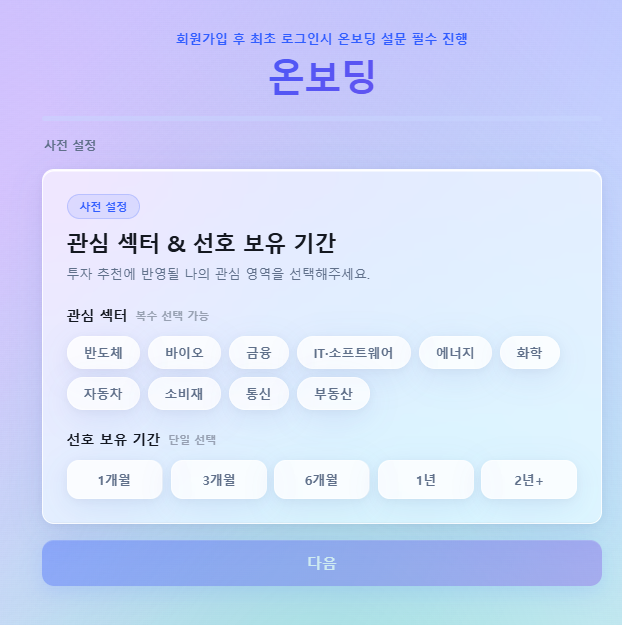 회원가입 후 최초 로그인시 온보딩 설문 필수 진행
온보딩
사전 설정
사전 설정
관심 섹터 & 선호 보유 기간
투자 추천에 반영될 나의 관심 영역을 선택해주세요.
관심 섹터 복수 선택 가능
반도체 바이오 금융 IT·소프트웨어 에너지 화학
자동차 소비재 통신 부동산
선호 보유 기간 단일 선택
1개월 3개월 6개월 1년 2년+
다음